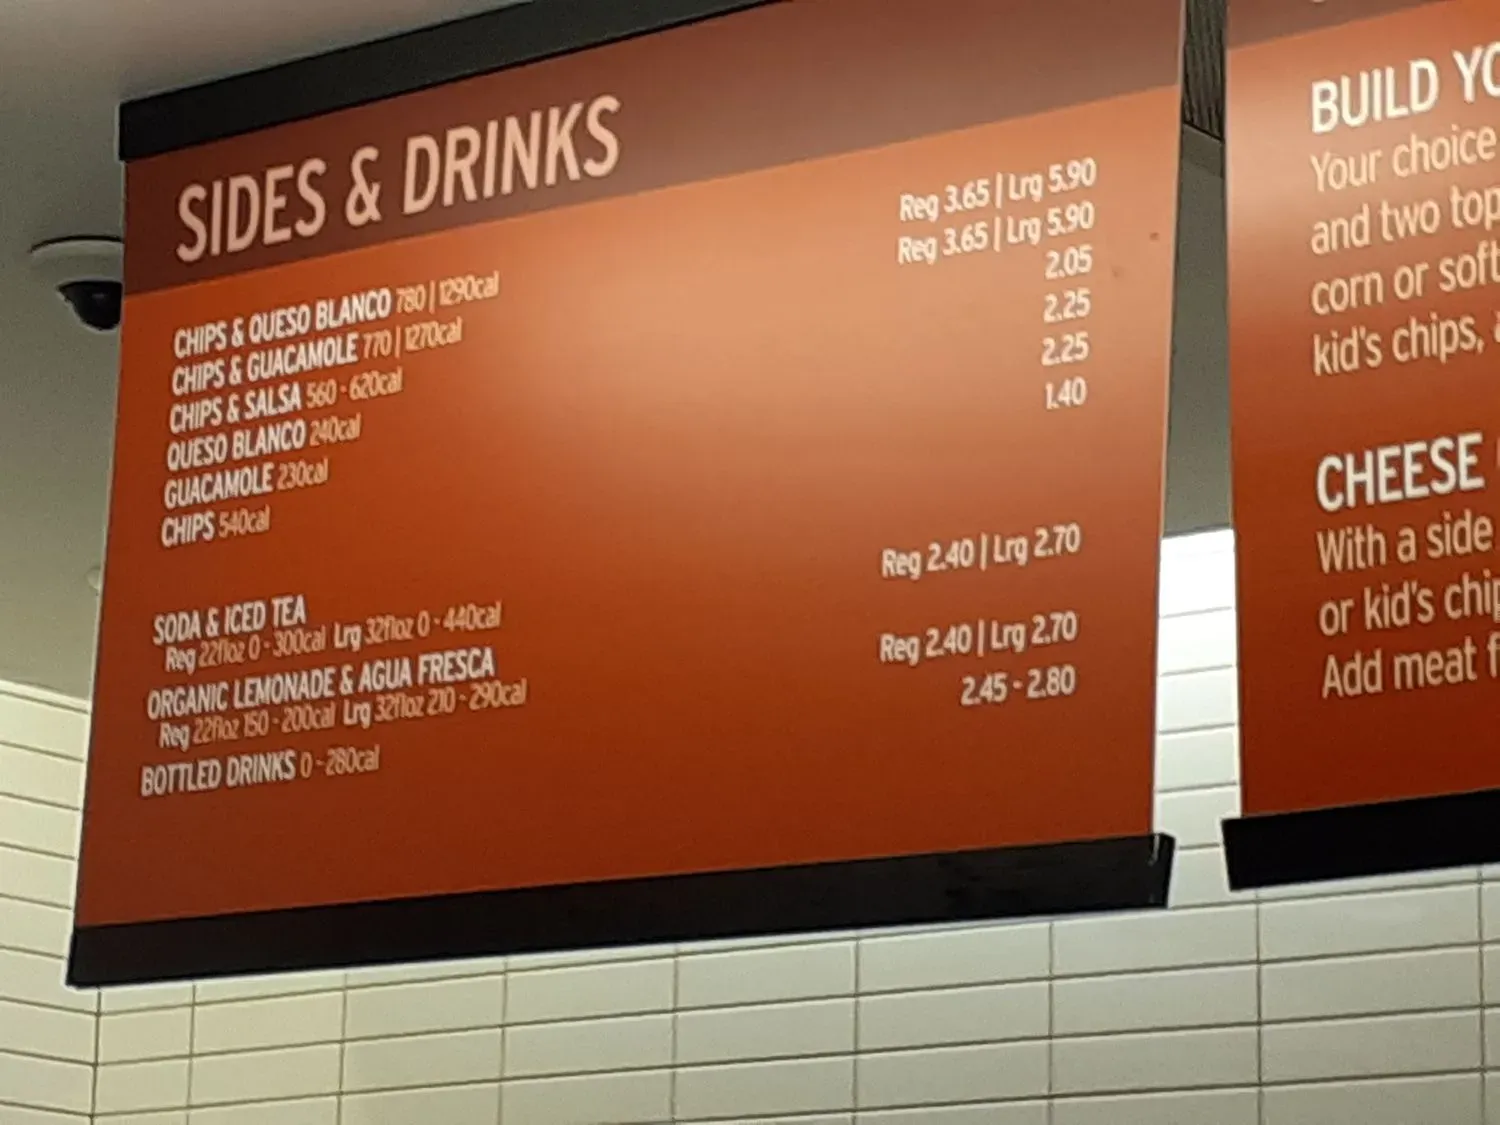 SIDES & DRINKS
CHIPS & QUESO BLANCO 780 | 1290cal Reg 3.65 | Lrg 5.90
CHIPS & GUACAMOLE 770 | 1270cal Reg 3.65 | Lrg 5.90
CHIPS & SALSA 560 - 620cal 2.05
QUESO BLANCO 240cal 2.25
GUACAMOLE 230cal 2.25
CHIPS 540cal 1.40
SODA & ICED TEA Reg 2.40 | Lrg 2.70
Reg 22floz 0 - 300cal Lrg 32floz 0 - 440cal
ORGANIC LEMONADE & AGUA FRESCA Reg 2.40 | Lrg 2.70
Reg 22floz 150 - 200cal Lrg 32floz 210 - 290cal
BOTTLED DRINKS 0 - 280cal 2.45 - 2.80
BUILD YO
Your choice
and two top
corn or soft
kid's chips,
CHEESE
With a side
or kid's chip
Add meat f